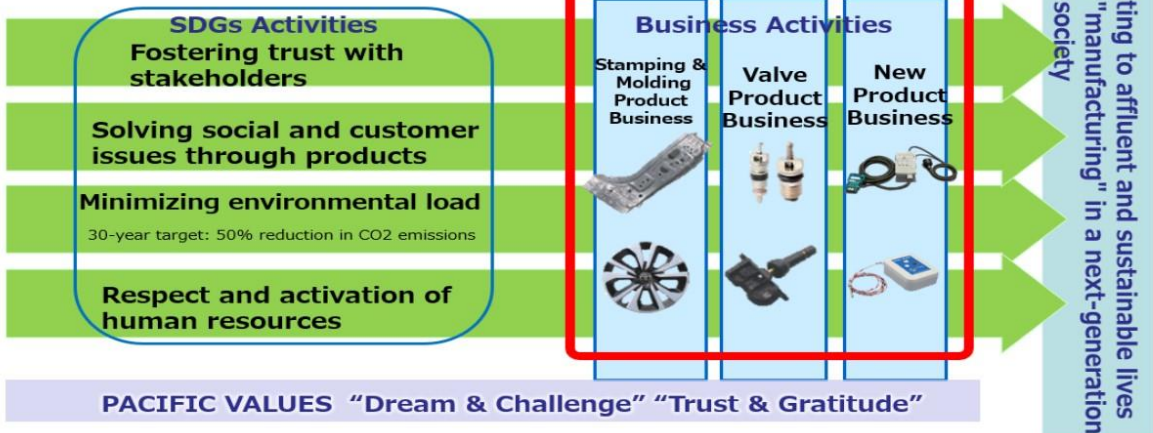 SDGs Activities
Fostering trust with
stakeholders
Solving social and customer
issues through products
Minimizing environmental load
30-year target: 50% reduction in CO2 emissions
Respect and activation of
human resources
Business Activities
Stamping &
Molding
Product
Business
Valve
Product
Business
New
Product
Business
ting to affluent and sustainable lives
"manufacturing" in a next-generation
society
PACIFIC VALUES “Dream & Challenge” “Trust & Gratitude”